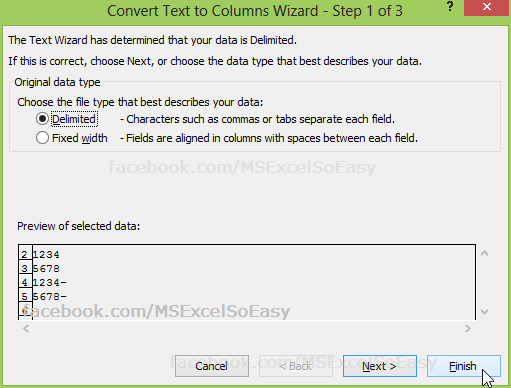 Convert Text to Columns Wizard - Step 1 of 3
?
The Text Wizard has determined that your data is Delimited.
If this is correct, choose Next, or choose the data type that best describes your data.
Original data type
Choose the file type that best describes your data:
Delimited - Characters such as commas or tabs separate each field.
Fixed width - Fields are aligned in columns with spaces between each field.
facebook.com/MSExcelSoEasy
Preview of selected data:
2 1234
3 5678
4 1234-
5 5678-
6
facebook.com/MSExcelSoEasy
facebook.com/MSExcelSoEasy
Cancel < Back Next > Finish